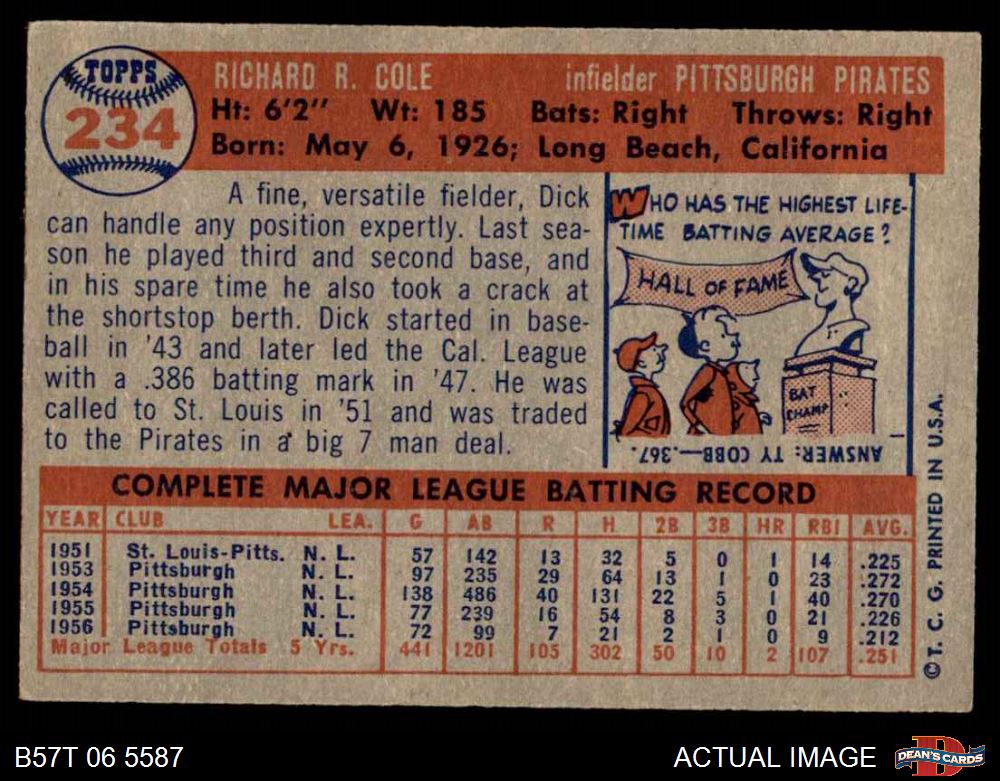 TOPPS
234
RICHARD R. COLE infielder PITTSBURGH PIRATES
Ht: 6'2" Wt: 185 Bats: Right Throws: Right
Born: May 6, 1926; Long Beach, California
A fine, versatile fielder, Dick
can handle any position expertly. Last sea-
son he played third and second base, and
in his spare time he also took a crack at
the shortstop berth. Dick started in base-
ball in '43 and later led the Cal. League
with a .386 batting mark in '47. He was
called to St. Louis in '51 and was traded
to the Pirates in a big 7 man deal.
WHO HAS THE HIGHEST LIFE-
TIME BATTING AVERAGE?
HALL OF FAME
BAT
CHAMP
ANSWER: TY COBB—.367.
COMPLETE MAJOR LEAGUE BATTING RECORD
YEAR CLUB LEA. G AB R H 2B 3B HR RBI AVG.
1951 St. Louis-Pitts. N. L. 57 142 13 32 5 0 1 14 .225
1953 Pittsburgh N. L. 97 235 29 64 13 1 0 23 .272
1954 Pittsburgh N. L. 138 486 40 131 22 5 1 40 .270
1955 Pittsburgh N. L. 77 239 16 54 8 3 0 21 .226
1956 Pittsburgh N. L. 72 99 7 21 2 1 0 9 .212
Major League Totals 5 Yrs. 441 1201 105 302 50 10 2 107 .251
© T. C. G. PRINTED IN U.S.A.
B57T 06 5587
ACTUAL IMAGE
D
DEAN'S CARDS